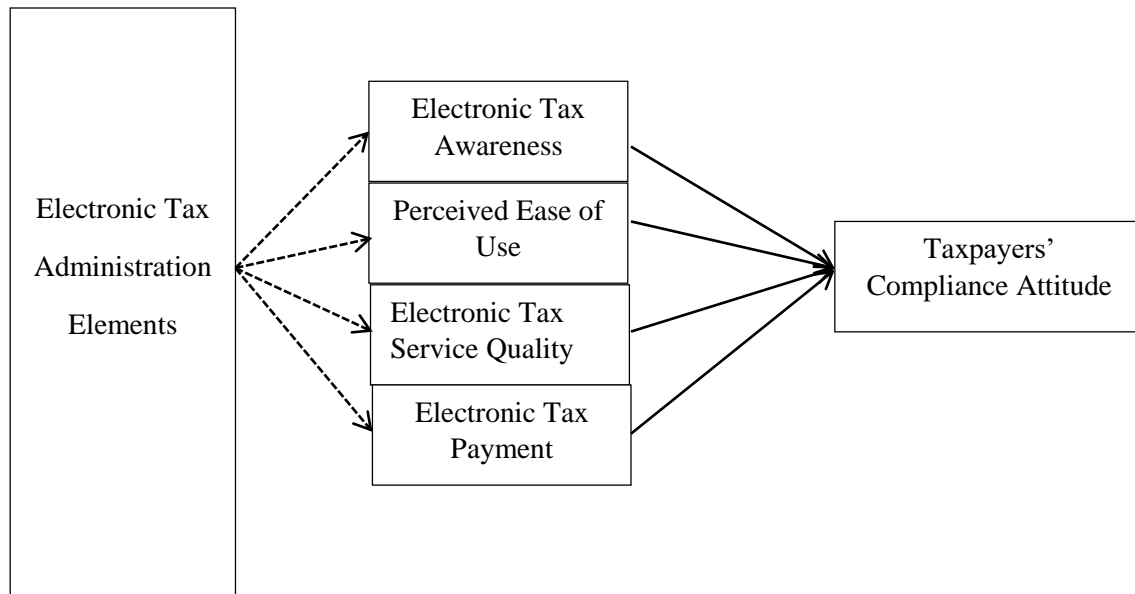 Electronic Tax
Administration
Elements
Electronic Tax
Awareness
Perceived Ease of
Use
Electronic Tax
Service Quality
Electronic Tax
Payment
Taxpayers’
Compliance Attitude